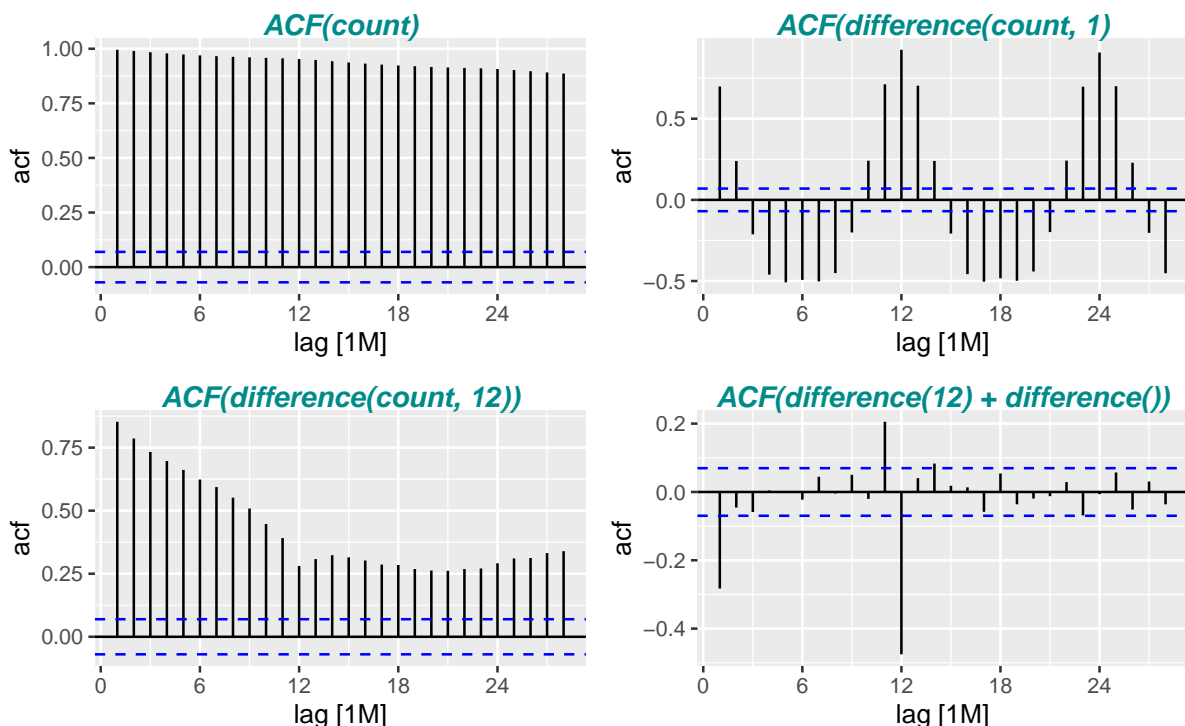 ACF(count)
1.00
0.75
0.50
0.25
0.00
acf
0 6 12 18 24
lag [1M]
ACF(difference(count, 1)
0.5
0.0
−0.5
acf
0 6 12 18 24
lag [1M]
ACF(difference(count, 12))
0.75
0.50
0.25
0.00
acf
0 6 12 18 24
lag [1M]
ACF(difference(12) + difference())
0.2
0.0
−0.2
−0.4
acf
0 6 12 18 24
lag [1M]